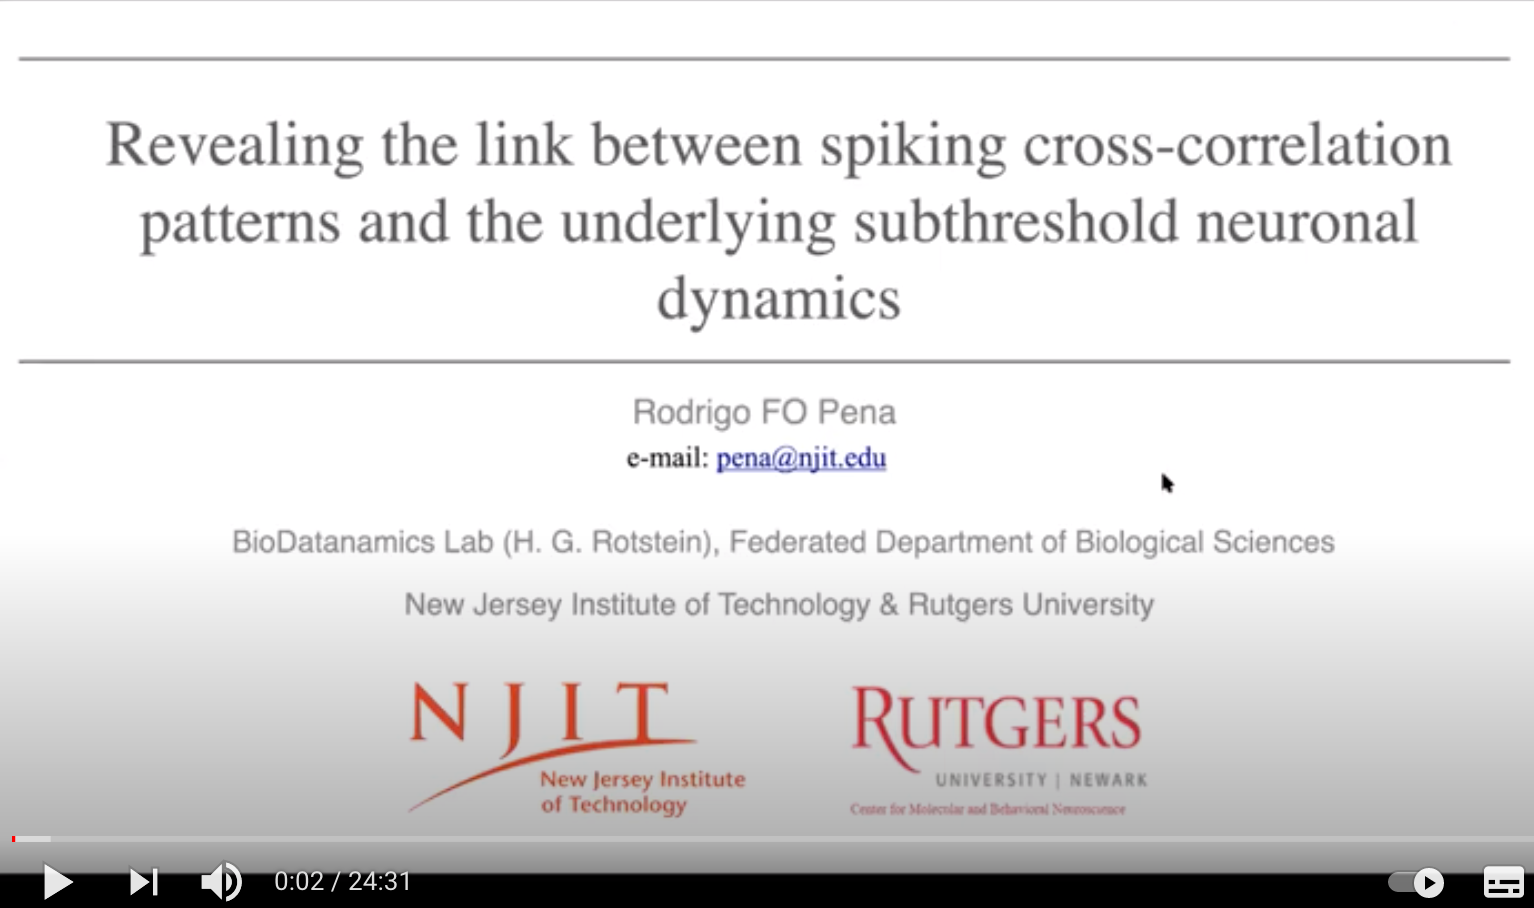 Revealing the link between spiking cross-correlation
patterns and the underlying subthreshold neuronal
dynamics
Rodrigo FO Pena
e-mail: pena@njit.edu
BioDatanamics Lab (H. G. Rotstein), Federated Department of Biological Sciences
New Jersey Institute of Technology & Rutgers University
NJIT
New Jersey Institute
of Technology
RUTGERS
UNIVERSITY | NEWARK
Center for Molecular and Behavioral Neuroscience
0:02 / 24:31